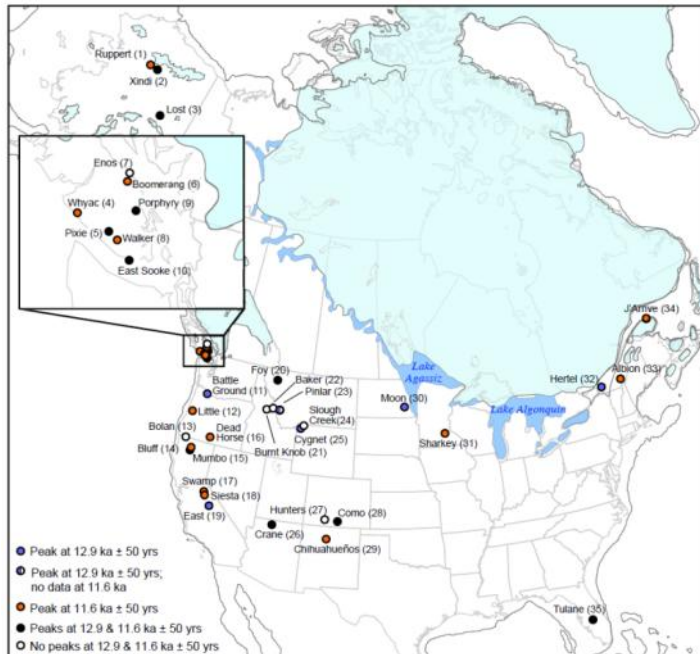 Ruppert (1)
Xindi (2)
Lost (3)
Enos (7)
Boomerang (6)
Whyac (4)
Porphyry (9)
Pixie (5)
Walker (8)
East Sooke (10)
J'Arrive (34)
Foy (20)
Baker (22)
Lake
Agassiz
Hertel (32)
Albion (33)
Battle
Ground (11)
Pinlar (23)
Moon (30)
Lake Algonquin
Little (12)
Slough
Creek(24)
Bolan (13)
Dead
Horse (16)
Cygnet (25)
Sharkey (31)
Bluff (14)
Mumbo (15)
Burnt Knob (21)
Swamp (17)
Siesta (18)
East (19)
Hunters (27)
Como (28)
Crane (26)
Chihuahueños (29)
Tulane (35)
Peak at 12.9 ka ± 50 yrs
Peak at 12.9 ka ± 50 yrs;
no data at 11.6 ka
Peak at 11.6 ka ± 50 yrs
Peaks at 12.9 & 11.6 ka ± 50 yrs
No peaks at 12.9 & 11.6 ka ± 50 yrs